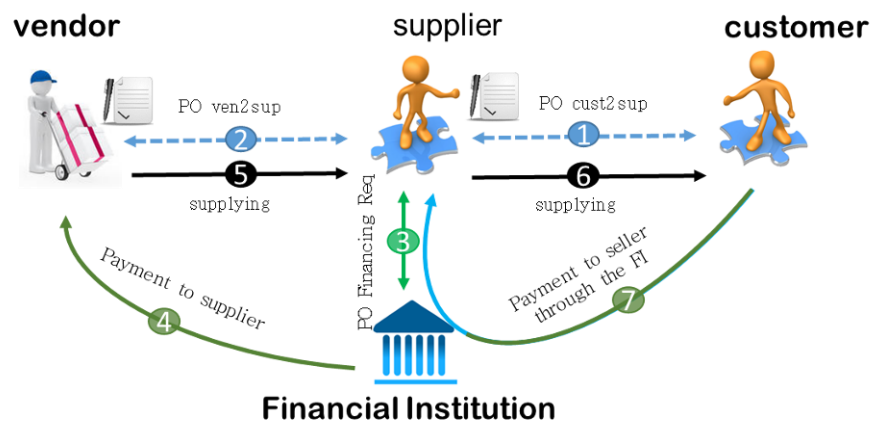 vendor
supplier
customer
PO ven2sup
PO cust2sup
2
1
5
6
supplying
supplying
PO Financing Req
3
Payment to supplier
4
Payment to seller
through the FI
7
Financial Institution